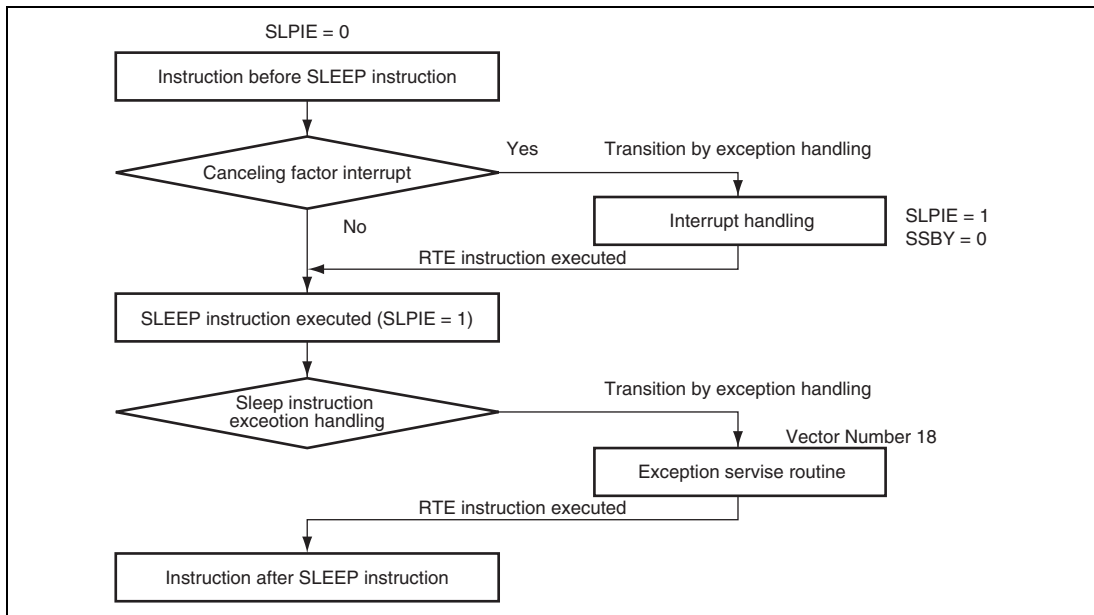 SLPIE = 0
Instruction before SLEEP instruction
Canceling factor interrupt
Yes
Transition by exception handling
No
Interrupt handling
SLPIE = 1
SSBY = 0
RTE instruction executed
SLEEP instruction executed (SLPIE = 1)
Sleep instruction
exceotion handling
Transition by exception handling
Vector Number 18
Exception servise routine
RTE instruction executed
Instruction after SLEEP instruction